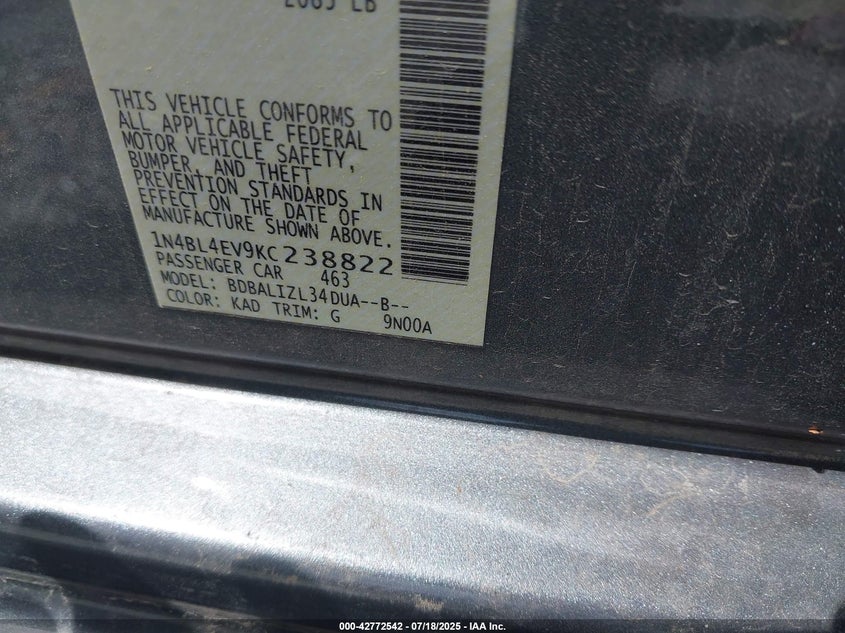 2085 LB
THIS VEHICLE CONFORMS TO
ALL APPLICABLE FEDERAL
MOTOR VEHICLE SAFETY,
BUMPER, AND THEFT
PREVENTION STANDARDS IN
EFFECT ON THE DATE OF
MANUFACTURE SHOWN ABOVE.
1N4BL4EV9KC238822
PASSENGER CAR 463
MODEL: BDBALIZL34DUA--B--
COLOR: KAD TRIM: G 9N00A
000-42772542 - 07/18/2025 - IAA Inc.